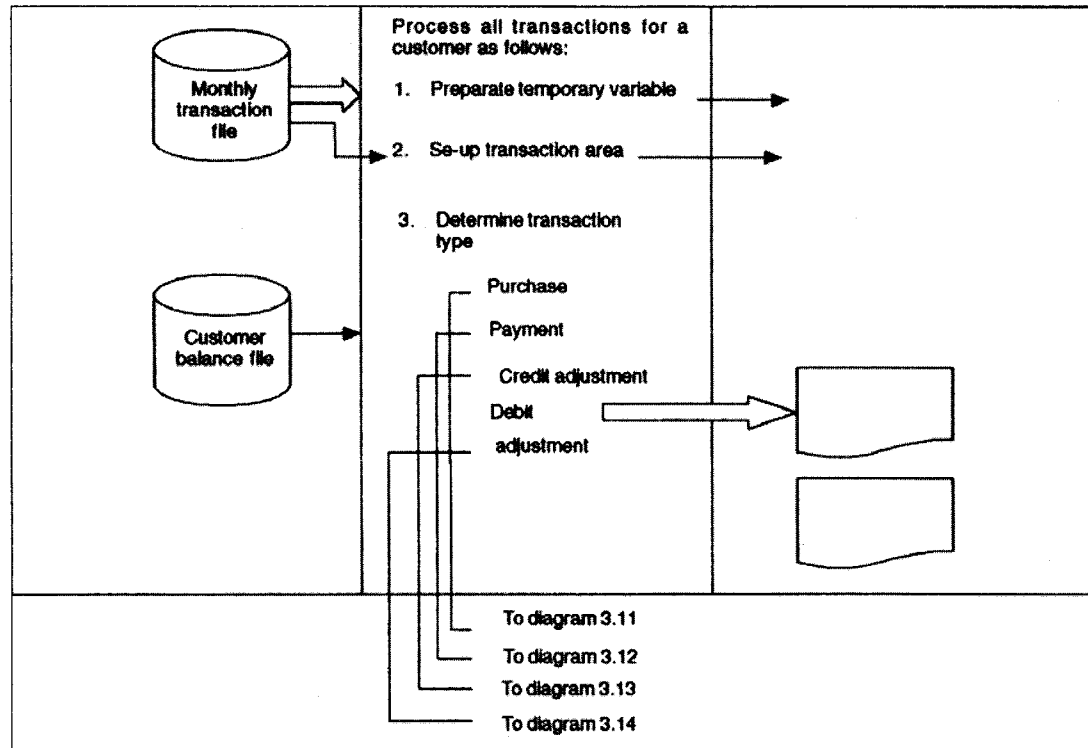 Process all transactions for a
customer as follows:
Monthly
transaction
file
1. Preparate temporary variable
2. Se-up transaction area
3. Determine transaction
type
Customer
balance file
Purchase
Payment
Credit adjustment
Debit
adjustment
To diagram 3.11
To diagram 3.12
To diagram 3.13
To diagram 3.14